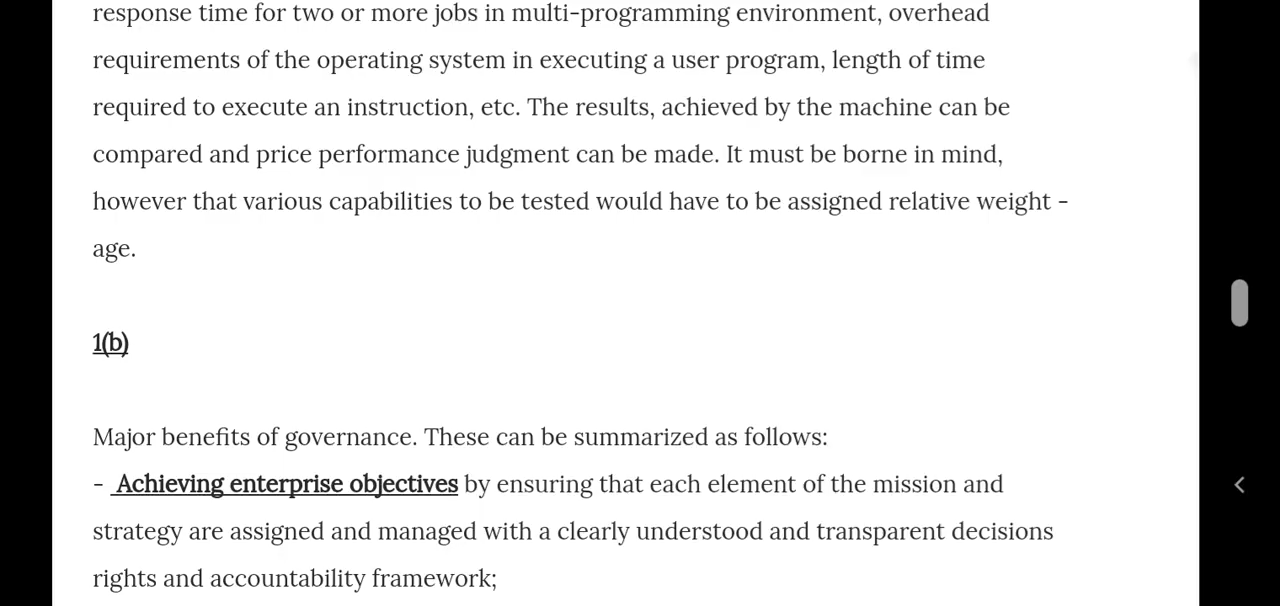 response time for two or more jobs in multi-programming environment, overhead
requirements of the operating system in executing a user program, length of time
required to execute an instruction, etc. The results, achieved by the machine can be
compared and price performance judgment can be made. It must be borne in mind,
however that various capabilities to be tested would have to be assigned relative weight -
age.
1(b)
Major benefits of governance. These can be summarized as follows:
- Achieving enterprise objectives by ensuring that each element of the mission and
strategy are assigned and managed with a clearly understood and transparent decisions
rights and accountability framework;